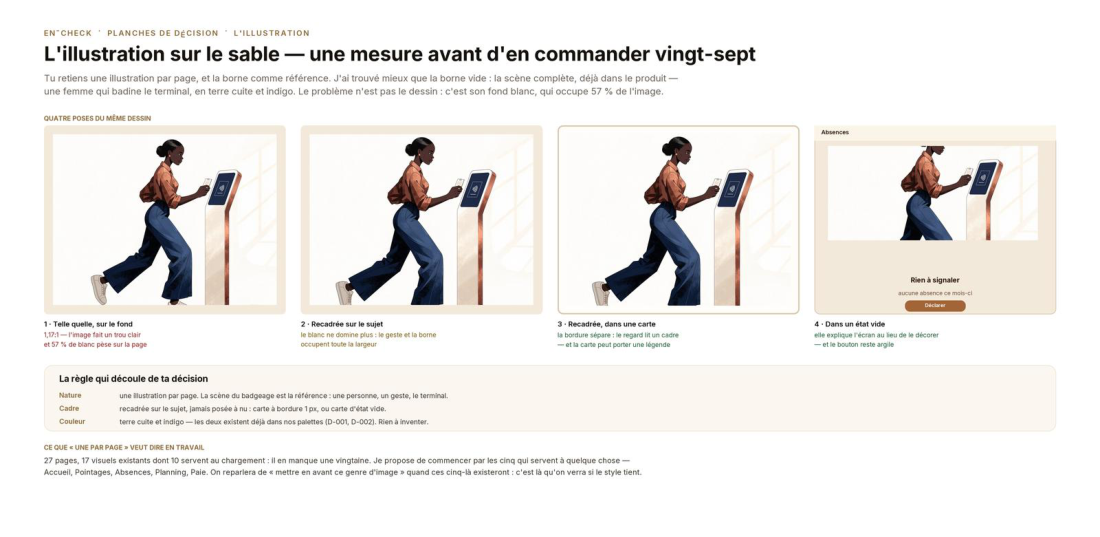 ENˇCHECK ˈ PLANCHES DE DȩCISION ˈ L'ILLUSTRATION
L'illustration sur le sable — une mesure avant d'en commander vingt-sept
Tu retiens une illustration par page, et la borne comme référence. J'ai trouvé mieux que la borne vide : la scène complète, déjà dans le produit —
une femme qui badine le terminal, en terre cuite et indigo. Le problème n'est pas le dessin : c'est son fond blanc, qui occupe 57 % de l'image.
QUATRE POSES DU MÊME DESSIN
Absences
Rien à signaler
aucune absence ce mois-ci
Déclarer
1 · Telle quelle, sur le fond
1,17:1 — l'image fait un trou clair
et 57 % de blanc pèse sur la page
2 · Recadrée sur le sujet
le blanc ne domine plus : le geste et la borne
occupent toute la largeur
3 · Recadrée, dans une carte
la bordure sépare : le regard lit un cadre
— et la carte peut porter une légende
4 · Dans un état vide
elle explique l'écran au lieu de le décorer
— et le bouton reste argile
La règle qui découle de ta décision
Nature une illustration par page. La scène du badgeage est la référence : une personne, un geste, le terminal.
Cadre recadrée sur le sujet, jamais posée à nu : carte à bordure 1 px, ou carte d'état vide.
Couleur terre cuite et indigo — les deux existent déjà dans nos palettes (D-001, D-002). Rien à inventer.
CE QUE « UNE PAR PAGE » VEUT DIRE EN TRAVAIL
27 pages, 17 visuels existants dont 10 servent au chargement : il en manque une vingtaine. Je propose de commencer par les cinq qui servent à quelque chose —
Accueil, Pointages, Absences, Planning, Paie. On reparlera de « mettre en avant ce genre d'image » quand ces cinq-là existeront : c'est là qu'on verra si le style tient.